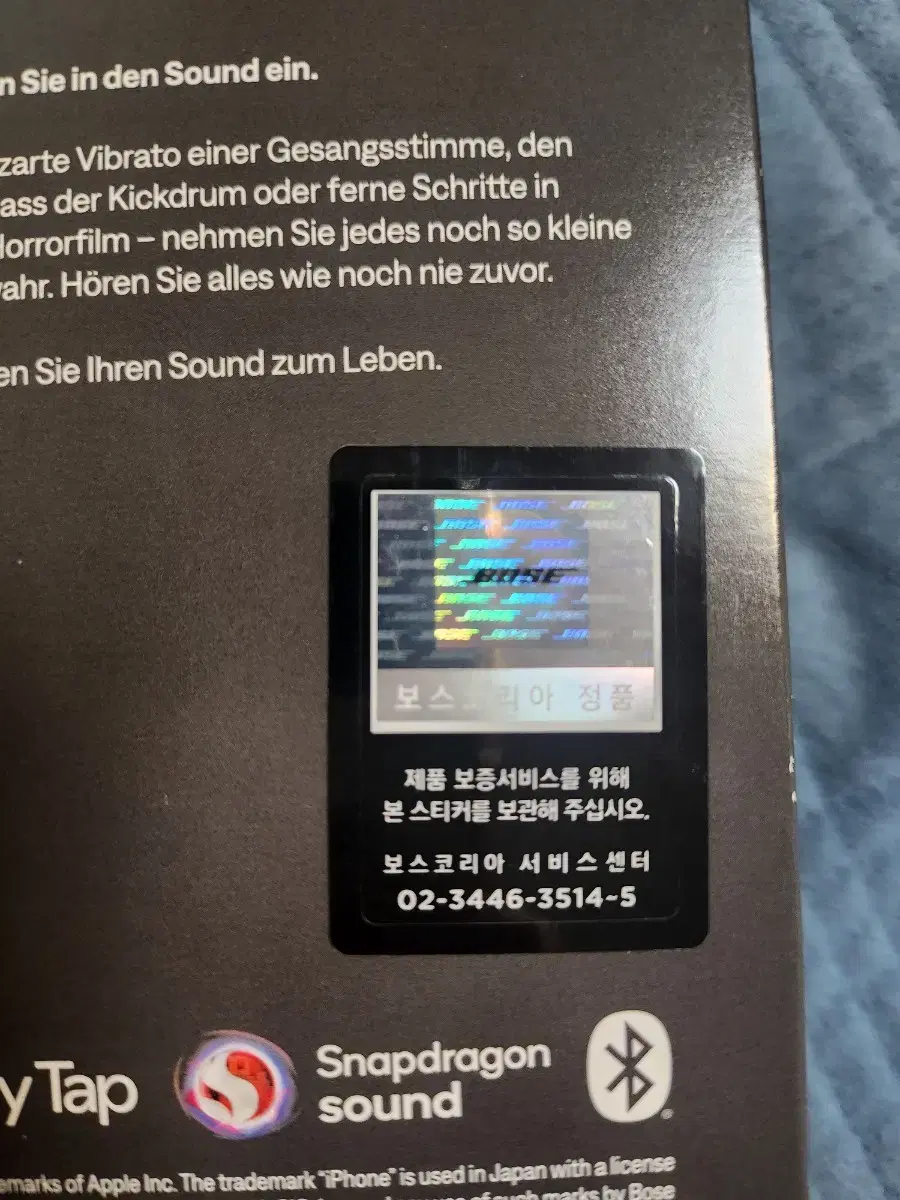 n Sie in den Sound ein.
zarte Vibrato einer Gesangsstimme, den
ass der Kickdrum oder ferne Schritte in
Horrorfilm – nehmen Sie jedes noch so kleine
wahr. Hören Sie alles wie noch nie zuvor.
en Sie Ihren Sound zum Leben.
BOSE
보스코리아 정품
제품 보증서비스를 위해
본 스티커를 보관해 주십시오.
보스코리아 서비스센터
02-3446-3514~5
y Tap
Snapdragon
sound
emarks of Apple Inc. The trademark "iPhone" is used in Japan with a license
such marks by Bose